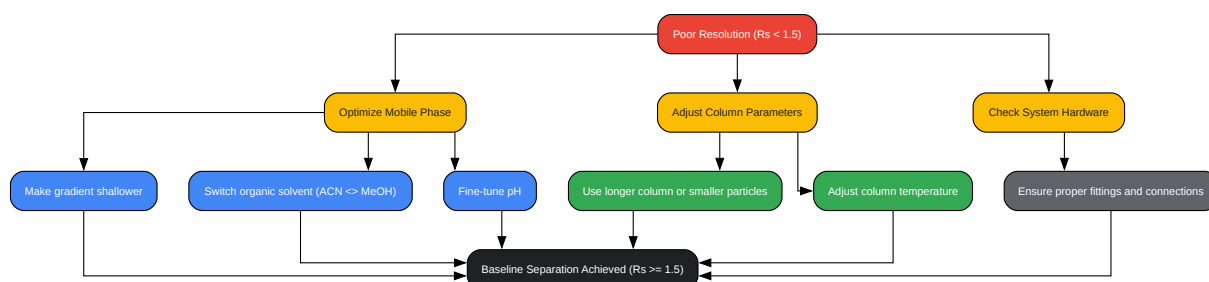 Poor Resolution (Rs < 1.5)
Optimize Mobile Phase
Adjust Column Parameters
Check System Hardware
Make gradient shallower
Switch organic solvent (ACN <> MeOH)
Fine-tune pH
Use longer column or smaller particles
Adjust column temperature
Ensure proper fittings and connections
Baseline Separation Achieved (Rs >= 1.5)